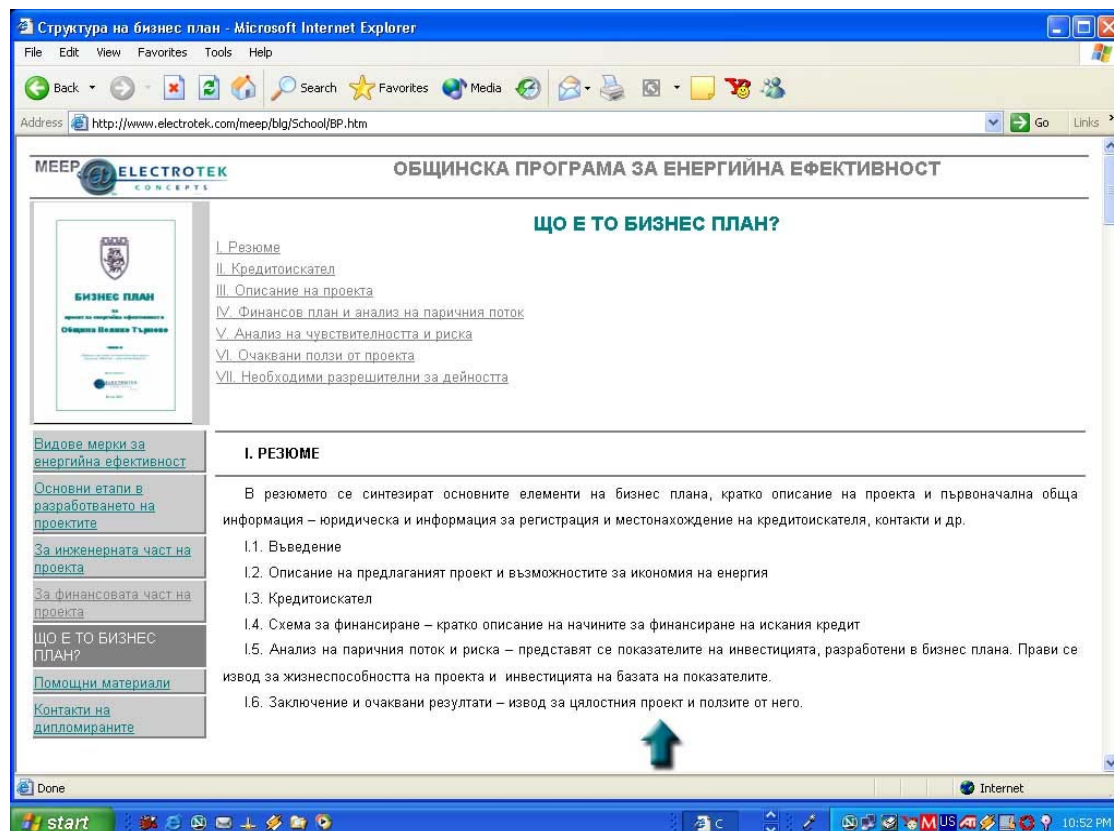 Структура на бизнес план - Microsoft Internet Explorer
File Edit View Favorites Tools Help
Back Search Favorites Media
Address http://www.electrotek.com/meep/blg/School/BP.htm Go Links
MEEP ELECTROTEK
CONCEPTS
ОБЩИНСКА ПРОГРАМА ЗА ЕНЕРГИЙНА ЕФЕКТИВНОСТ
БИЗНЕС ПЛАН
за
Община Велико Търново
ЩО Е ТО БИЗНЕС ПЛАН?
I. Резюме
II. Кредитоискател
III. Описание на проекта
IV. Финансов план и анализ на паричния поток
V. Анализ на чувствителността и риска
VI. Очаквани ползи от проекта
VII. Необходими разрешителни за дейността
Видове мерки за
енергийна ефективност
Основни етапи в
разработването на
проектите
За инженерната част на
проекта
За финансовата част на
проекта
ЩО Е ТО БИЗНЕС
ПЛАН?
Помощни материали
Контакти на
дипломираните
I. РЕЗЮМЕ
В резюмето се синтезират основните елементи на бизнес плана, кратко описание на проекта и първоначална обща
информация – юридическа и информация за регистрация и местонахождение на кредитоискателя, контакти и др.
I.1. Въведение
I.2. Описание на предлаганият проект и възможностите за икономия на енергия
I.3. Кредитоискател
I.4. Схема за финансиране – кратко описание на начините за финансиране на искания кредит
I.5. Анализ на паричния поток и риска – представят се показателите на инвестицията, разработени в бизнес плана. Прави се
извод за жизнеспособността на проекта и инвестицията на базата на показателите.
I.6. Заключение и очаквани резултати – извод за цялостния проект и ползите от него.
Done Internet
start С US 10:52 PM